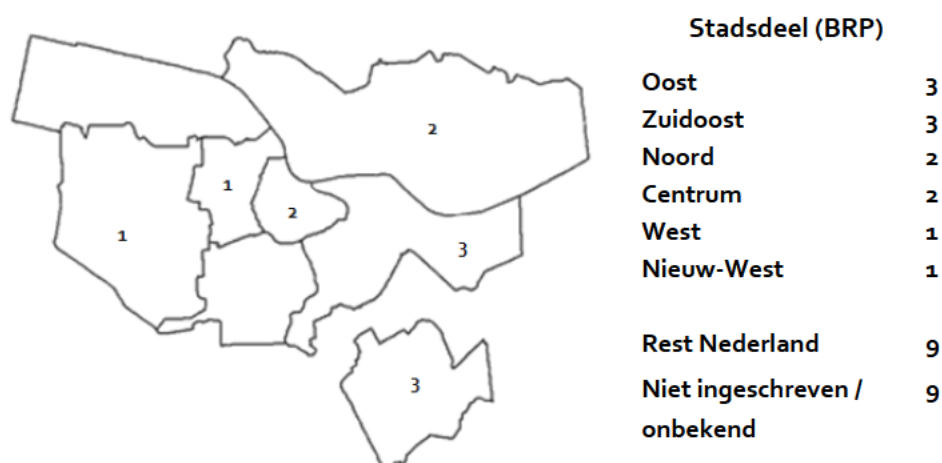 Stadsdeel (BRP)
Oost 3
Zuidoost 3
Noord 2
Centrum 2
West 1
Nieuw-West 1
Rest Nederland 9
Niet ingeschreven / 9
onbekend
2
1
2
1
3
3